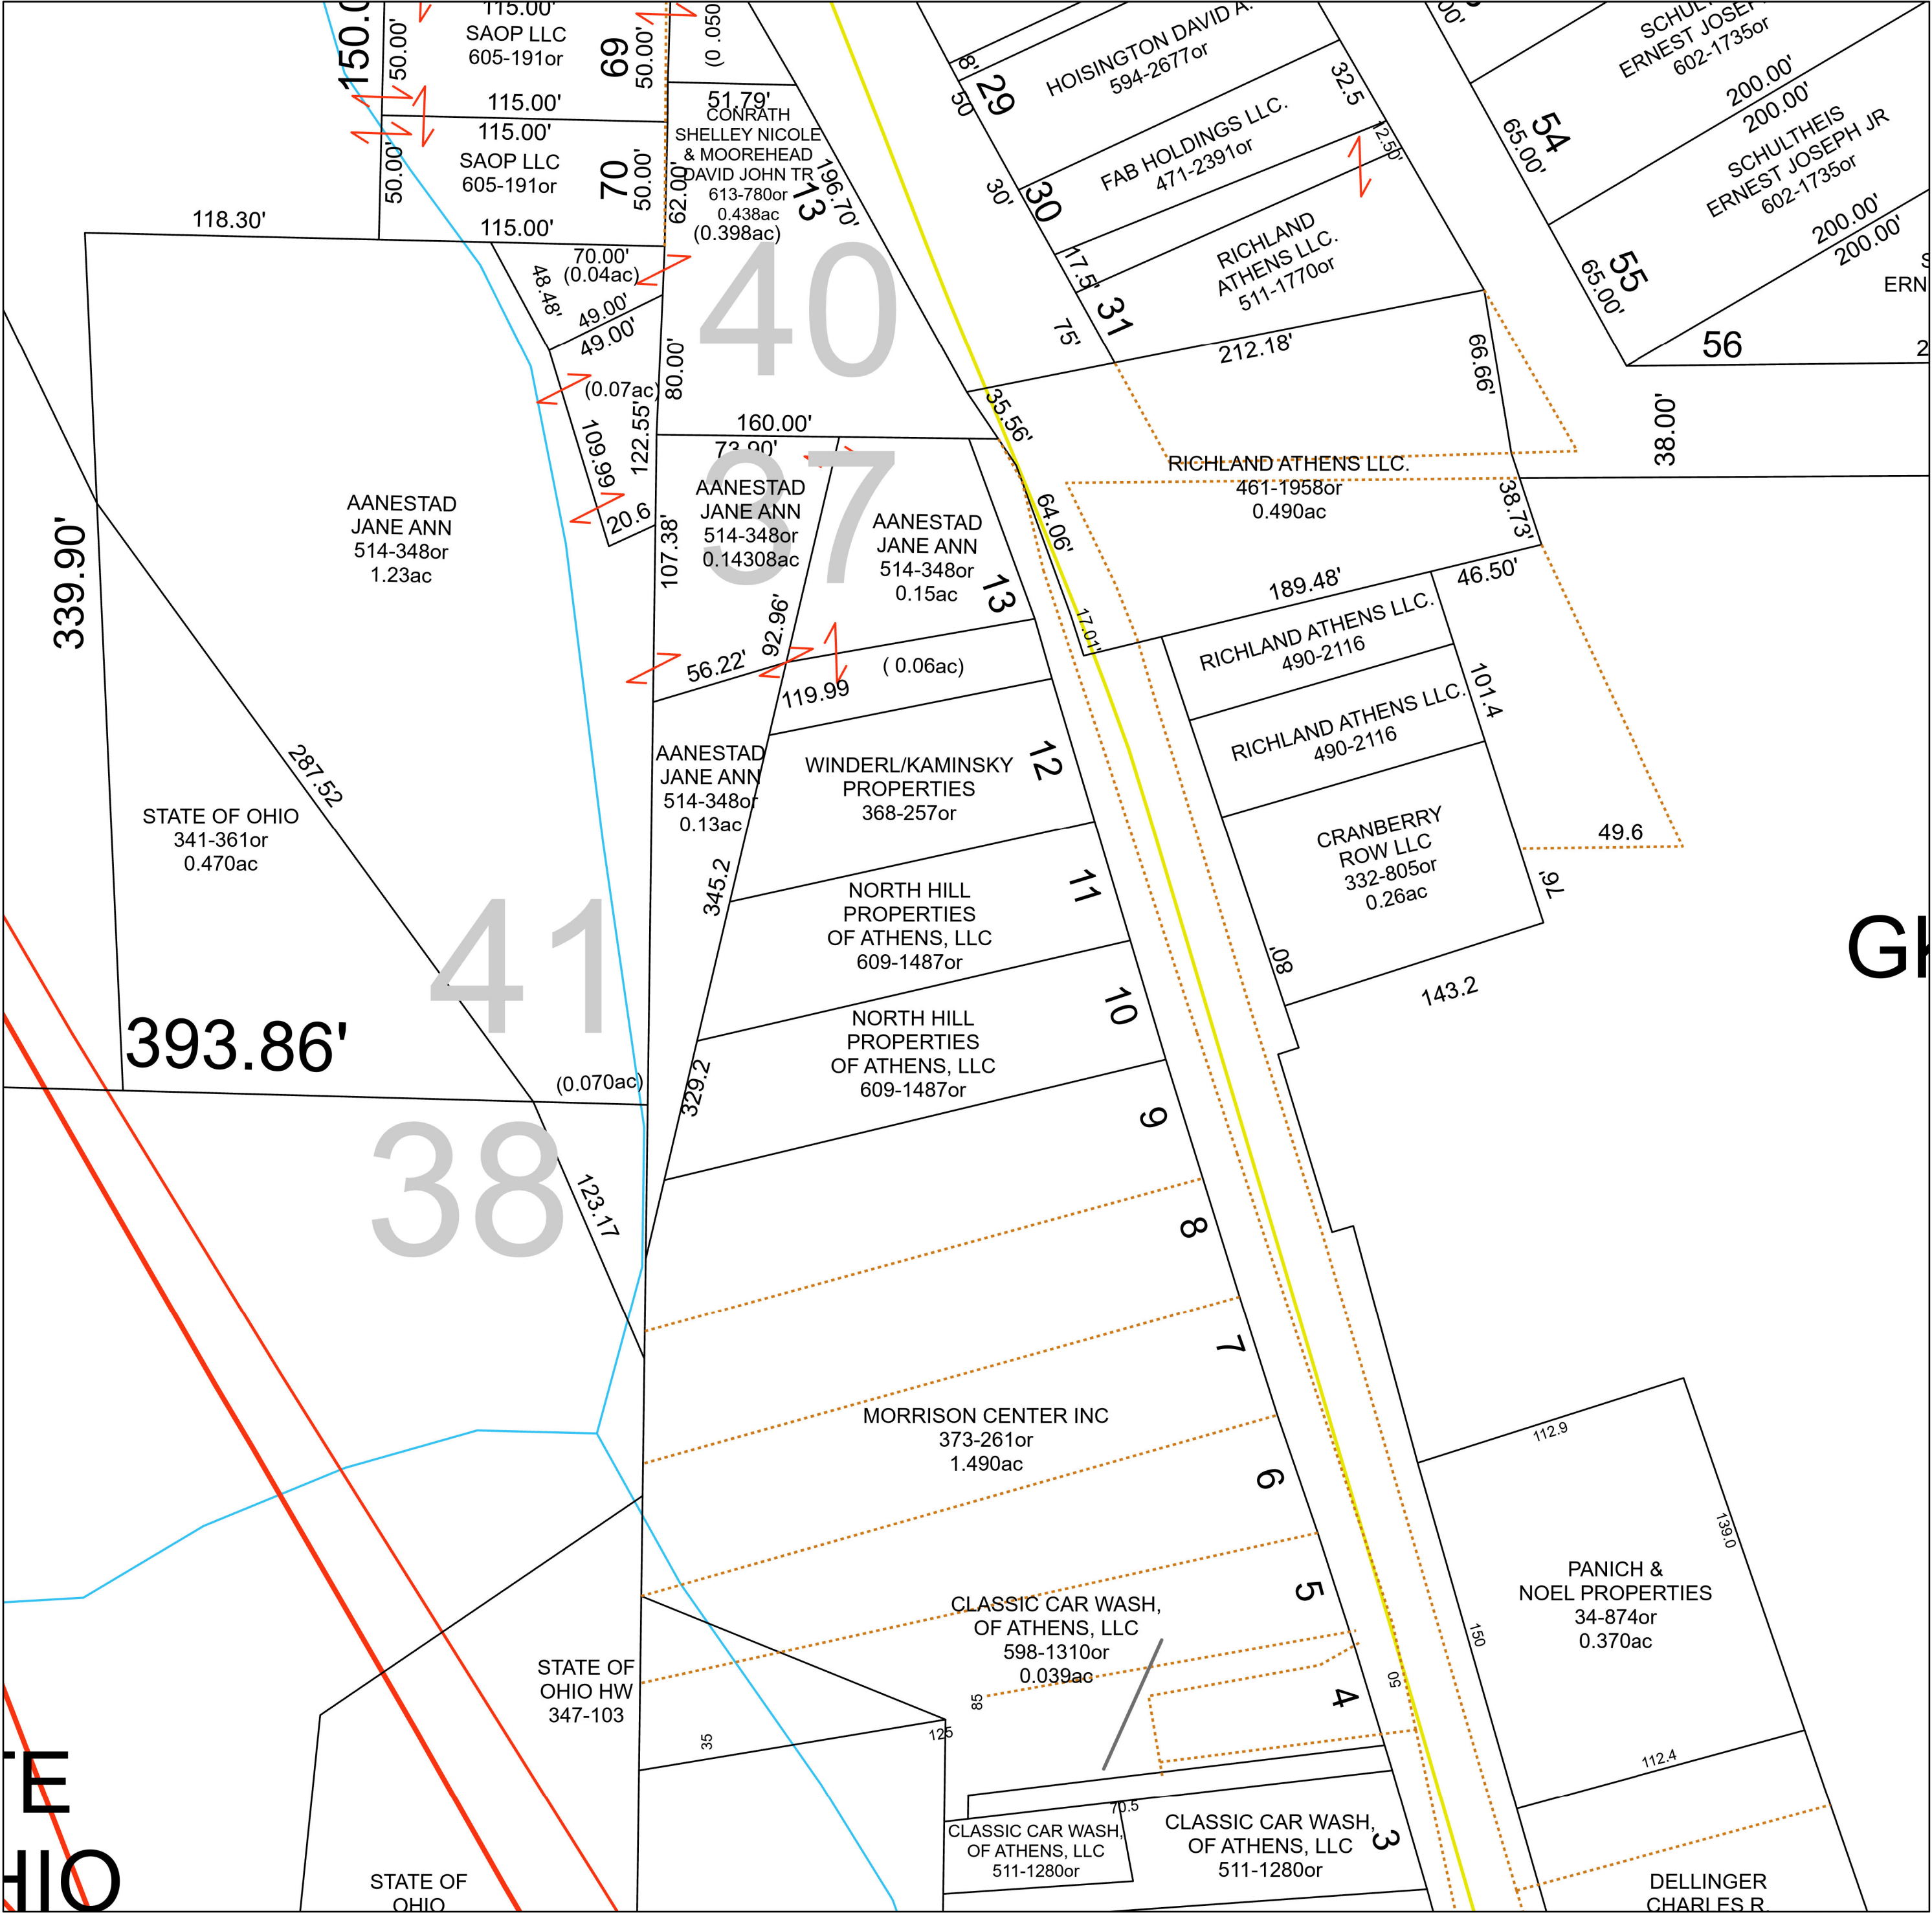 150.0
50.00'
115.00'
SAOP LLC
605-191or
69
50.00'
115.00'
(0.050
51.79'
CONRATH
SHELLEY NICOLE
& MOOREHEAD
DAVID JOHN TR
613-780or
0.438ac
(0.398ac)
13
196.70'
62.00'
115.00'
SAOP LLC
605-191or
70
50.00'
50.00'
115.00'
118.30'
70.00'
(0.04ac)
48.48'
49.00'
49.00'
(0.07ac)
80.00'
122.55'
109.99
20.6
40
8'
29
50
HOISINGTON DAVID A.
594-2677or
32.5
FAB HOLDINGS LLC.
471-2391or
30
30'
12.50'
17.5'
RICHLAND
ATHENS LLC.
511-1770or
31
75'
212.18'
66.66'
SCHUL
ERNEST JOSEP
602-1735or
200.00'
200.00'
54
65.00'
SCHULTHEIS
ERNEST JOSEPH JR
602-1735or
200.00'
200.00'
55
65.00'
ERN
56
2
38.00'
35.56'
160.00'
73.90'
37
AANESTAD
JANE ANN
514-348or
0.14308ac
107.38'
AANESTAD
JANE ANN
514-348or
0.15ac
13
92.96'
56.22'
119.99
( 0.06ac)
64.06'
17.01'
RICHLAND ATHENS LLC.
461-1958or
0.490ac
38.73'
189.48'
46.50'
RICHLAND ATHENS LLC.
490-2116
101.4
RICHLAND ATHENS LLC.
490-2116
CRANBERRY
ROW LLC
332-805or
0.26ac
49.6
76'
80'
143.2
GK
AANESTAD
JANE ANN
514-348or
1.23ac
339.90'
287.52
STATE OF OHIO
341-361or
0.470ac
41
393.86'
(0.070ac)
38
123.17
AANESTAD
JANE ANN
514-348or
0.13ac
WINDERL/KAMINSKY
PROPERTIES
368-257or
12
345.2
NORTH HILL
PROPERTIES
OF ATHENS, LLC
609-1487or
11
NORTH HILL
PROPERTIES
OF ATHENS, LLC
609-1487or
10
329.2
9
8
7
MORRISON CENTER INC
373-261or
1.490ac
6
5
112.9
139.0
PANICH &
NOEL PROPERTIES
34-874or
0.370ac
150
50
112.4
CLASSIC CAR WASH,
OF ATHENS, LLC
598-1310or
0.039ac
85
4
STATE OF
OHIO HW
347-103
35
125
70.5
CLASSIC CAR WASH,
OF ATHENS, LLC
511-1280or
CLASSIC CAR WASH,
OF ATHENS, LLC
511-1280or
3
TE
HIO
STATE OF
OHIO
DELLINGER
CHARLES R.